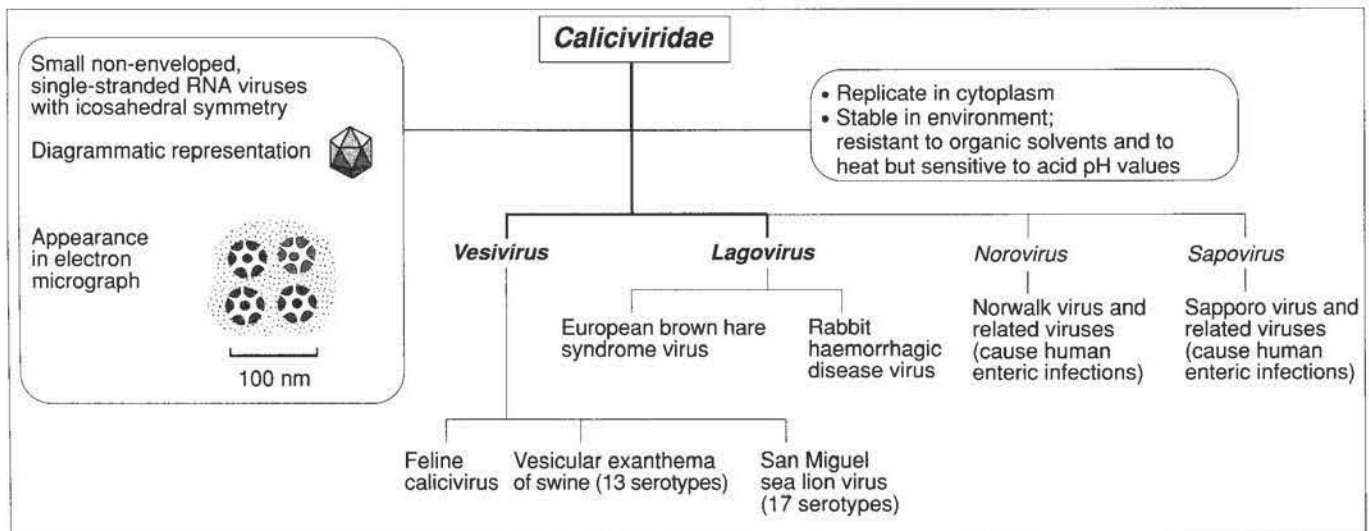 Caliciviridae
Small non-enveloped,
single-stranded RNA viruses
with icosahedral symmetry
Diagrammatic representation
Appearance
in electron
micrograph
100 nm
• Replicate in cytoplasm
• Stable in environment;
resistant to organic solvents and to
heat but sensitive to acid pH values
Vesivirus
Lagovirus
Norovirus
Sapovirus
European brown hare
syndrome virus
Rabbit
haemorrhagic
disease virus
Norwalk virus and
related viruses
(cause human
enteric infections)
Sapporo virus and
related viruses
(cause human
enteric infections)
Feline
calicivirus
Vesicular exanthema
of swine (13 serotypes)
San Miguel
sea lion virus
(17 serotypes)